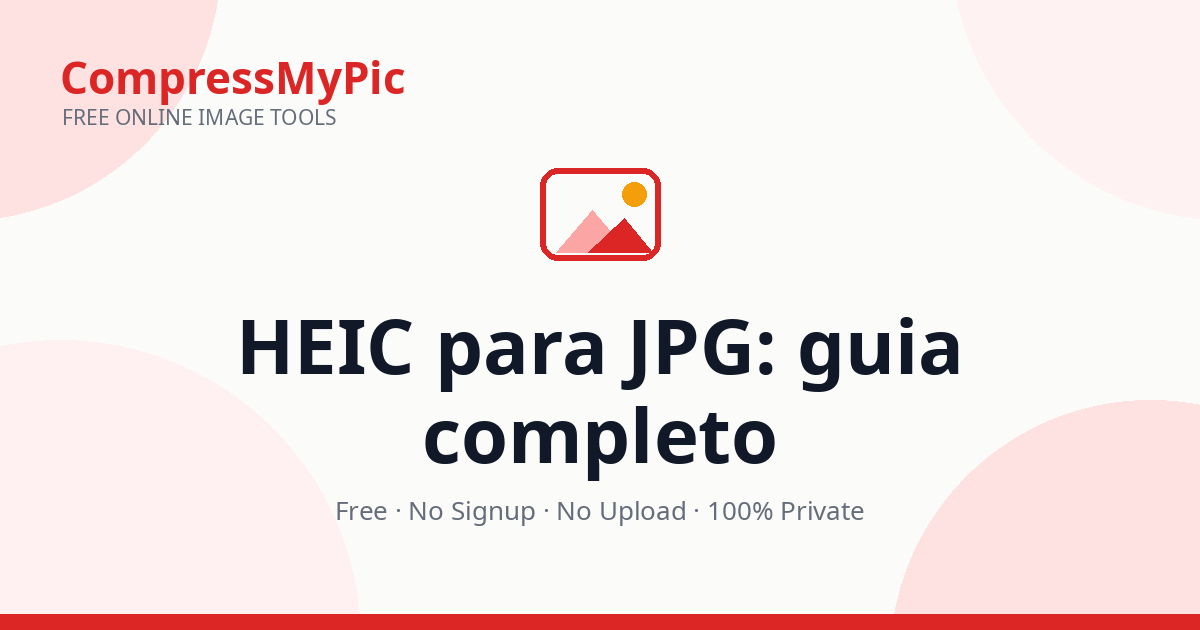 CompressMyPic
FREE ONLINE IMAGE TOOLS
HEIC para JPG: guia
completo
Free · No Signup · No Upload · 100% Private